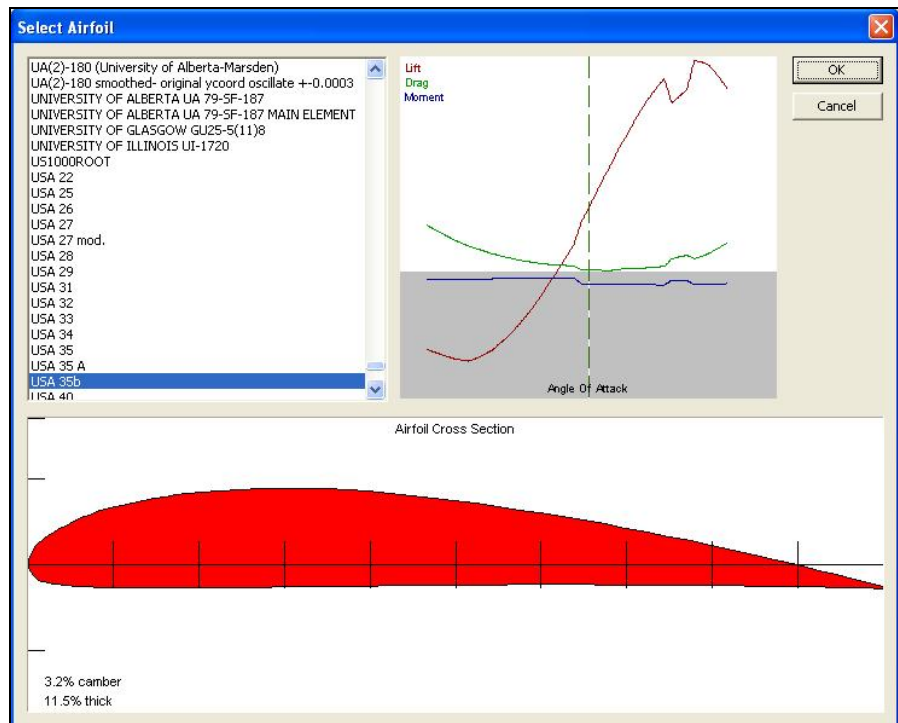 Select Airfoil
UA(2)-180 (University of Alberta-Marsden)
UA(2)-180 smoothed- original ycoord oscillate +-0.0003
UNIVERSITY OF ALBERTA UA 79-SF-187
UNIVERSITY OF ALBERTA UA 79-SF-187 MAIN ELEMENT
UNIVERSITY OF GLASGOW GU25-5(11)8
UNIVERSITY OF ILLINOIS UI-1720
US1000ROOT
USA 22
USA 25
USA 26
USA 27
USA 27 mod.
USA 28
USA 29
USA 31
USA 32
USA 33
USA 34
USA 35
USA 35 A
USA 35b
USA 40
Lift
Drag
Moment
Angle Of Attack
OK
Cancel
Airfoil Cross Section
3.2% camber
11.5% thick